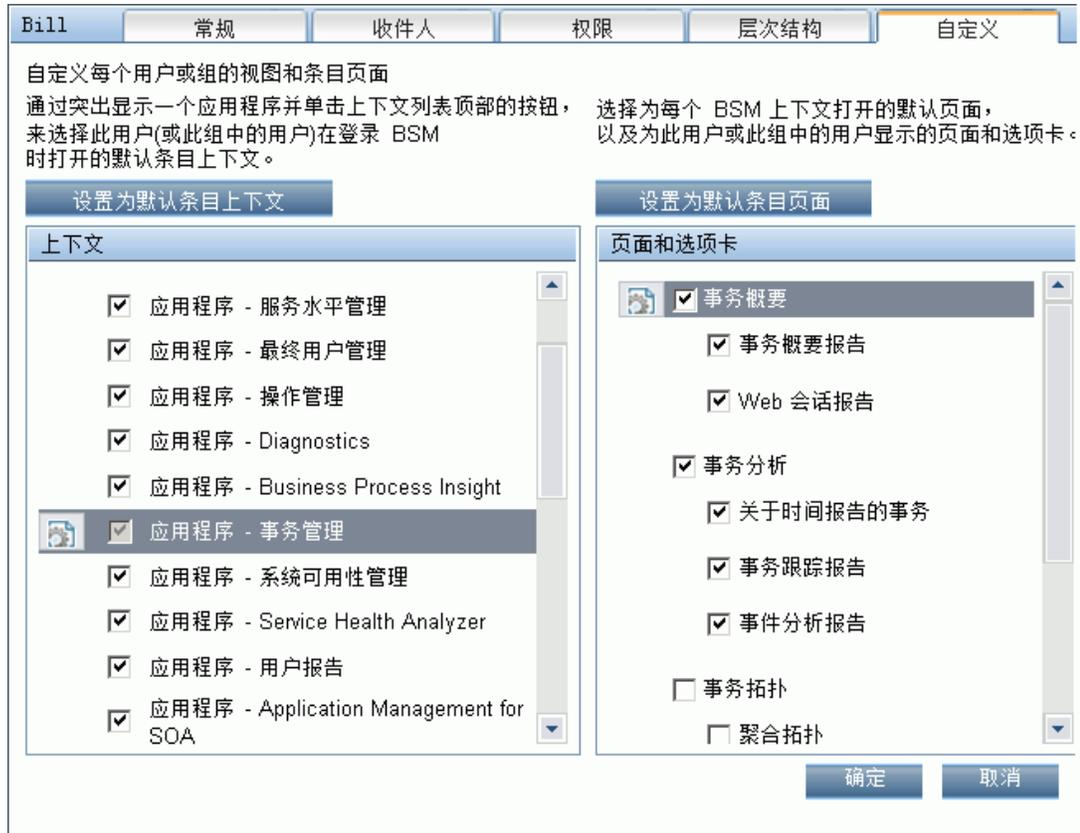 Bill
常规
收件人
权限
层次结构
自定义
自定义每个用户或组的视图和条目页面
通过突出显示一个应用程序并单击上下文列表顶部的按钮，
来选择此用户(或此组中的用户)在登录 BSM
时打开的默认条目上下文。
选择为每个 BSM 上下文打开的默认页面，
以及为此用户或此组中的用户显示的页面和选项卡。
设置为默认条目上下文
设置为默认条目页面
上下文
应用程序 - 服务水平管理
应用程序 - 最终用户管理
应用程序 - 操作管理
应用程序 - Diagnostics
应用程序 - Business Process Insight
应用程序 - 事务管理
应用程序 - 系统可用性管理
应用程序 - Service Health Analyzer
应用程序 - 用户报告
应用程序 - Application Management for
SOA
页面和选项卡
事务概要
事务概要报告
Web 会话报告
事务分析
关于时间报告的事务
事务跟踪报告
事件分析报告
事务拓扑
聚合拓扑
确定
取消